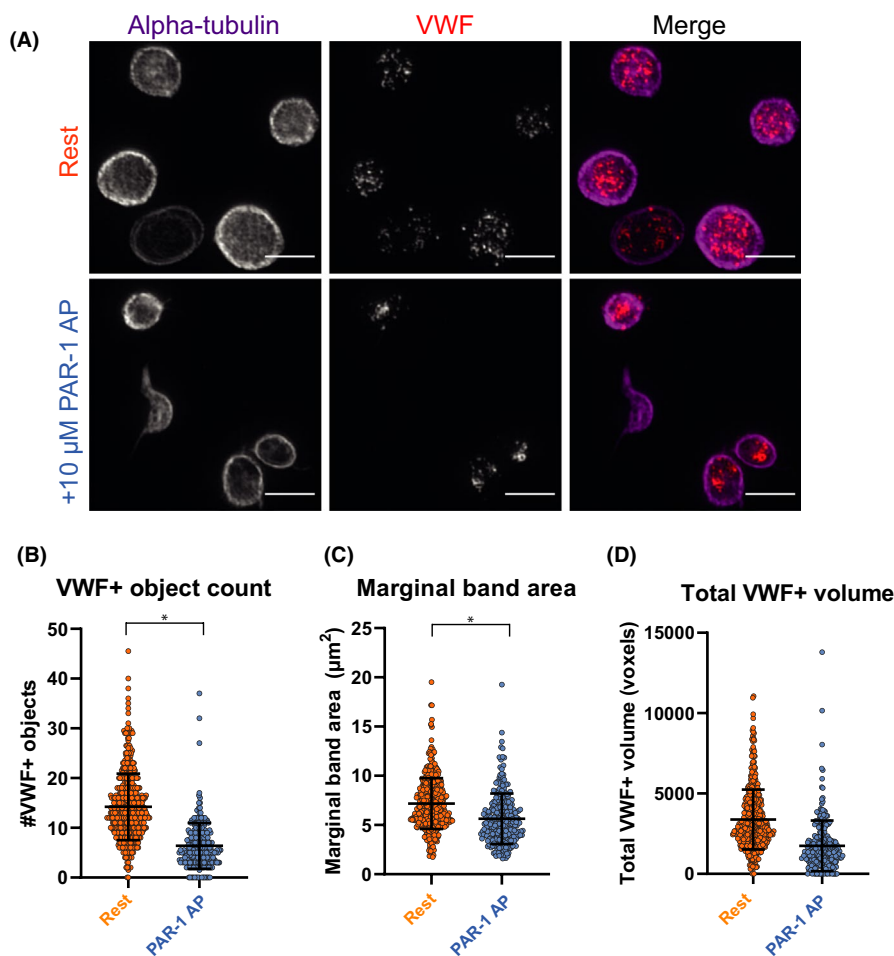 (A)
Alpha-tubulin VWF Merge
Rest
+10 µM PAR-1 AP
(B)
VWF+ object count
*
#VWF+ objects
50
40
30
20
10
0
Rest
PAR-1 AP
(C)
Marginal band area
*
Marginal band area (µm²)
25
20
15
10
5
0
Rest
PAR-1 AP
(D)
Total VWF+ volume
Total VWF+ volume (voxels)
15000
10000
5000
0
Rest
PAR-1 AP